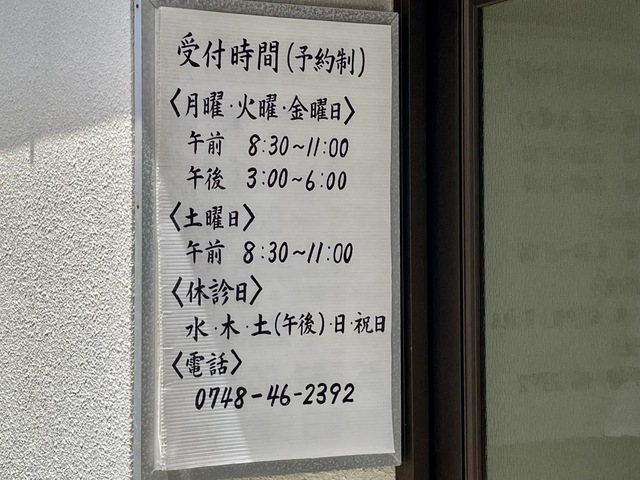 受付時間(予約制)
〈月曜·火曜·金曜日〉
午前 8:30~11:00
午後 3:00~6:00
〈土曜日〉
午前 8:30~11:00
〈休診日〉
水·木·土(午後)·日·祝日
〈電話〉
0748-46-2392